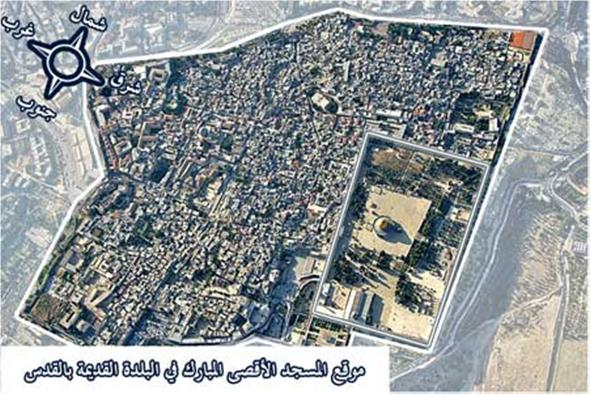 شمال
غرب
شرق
جنوب
موقع المسجد الأقصى المبارك في البلدة القديمة بالقدس